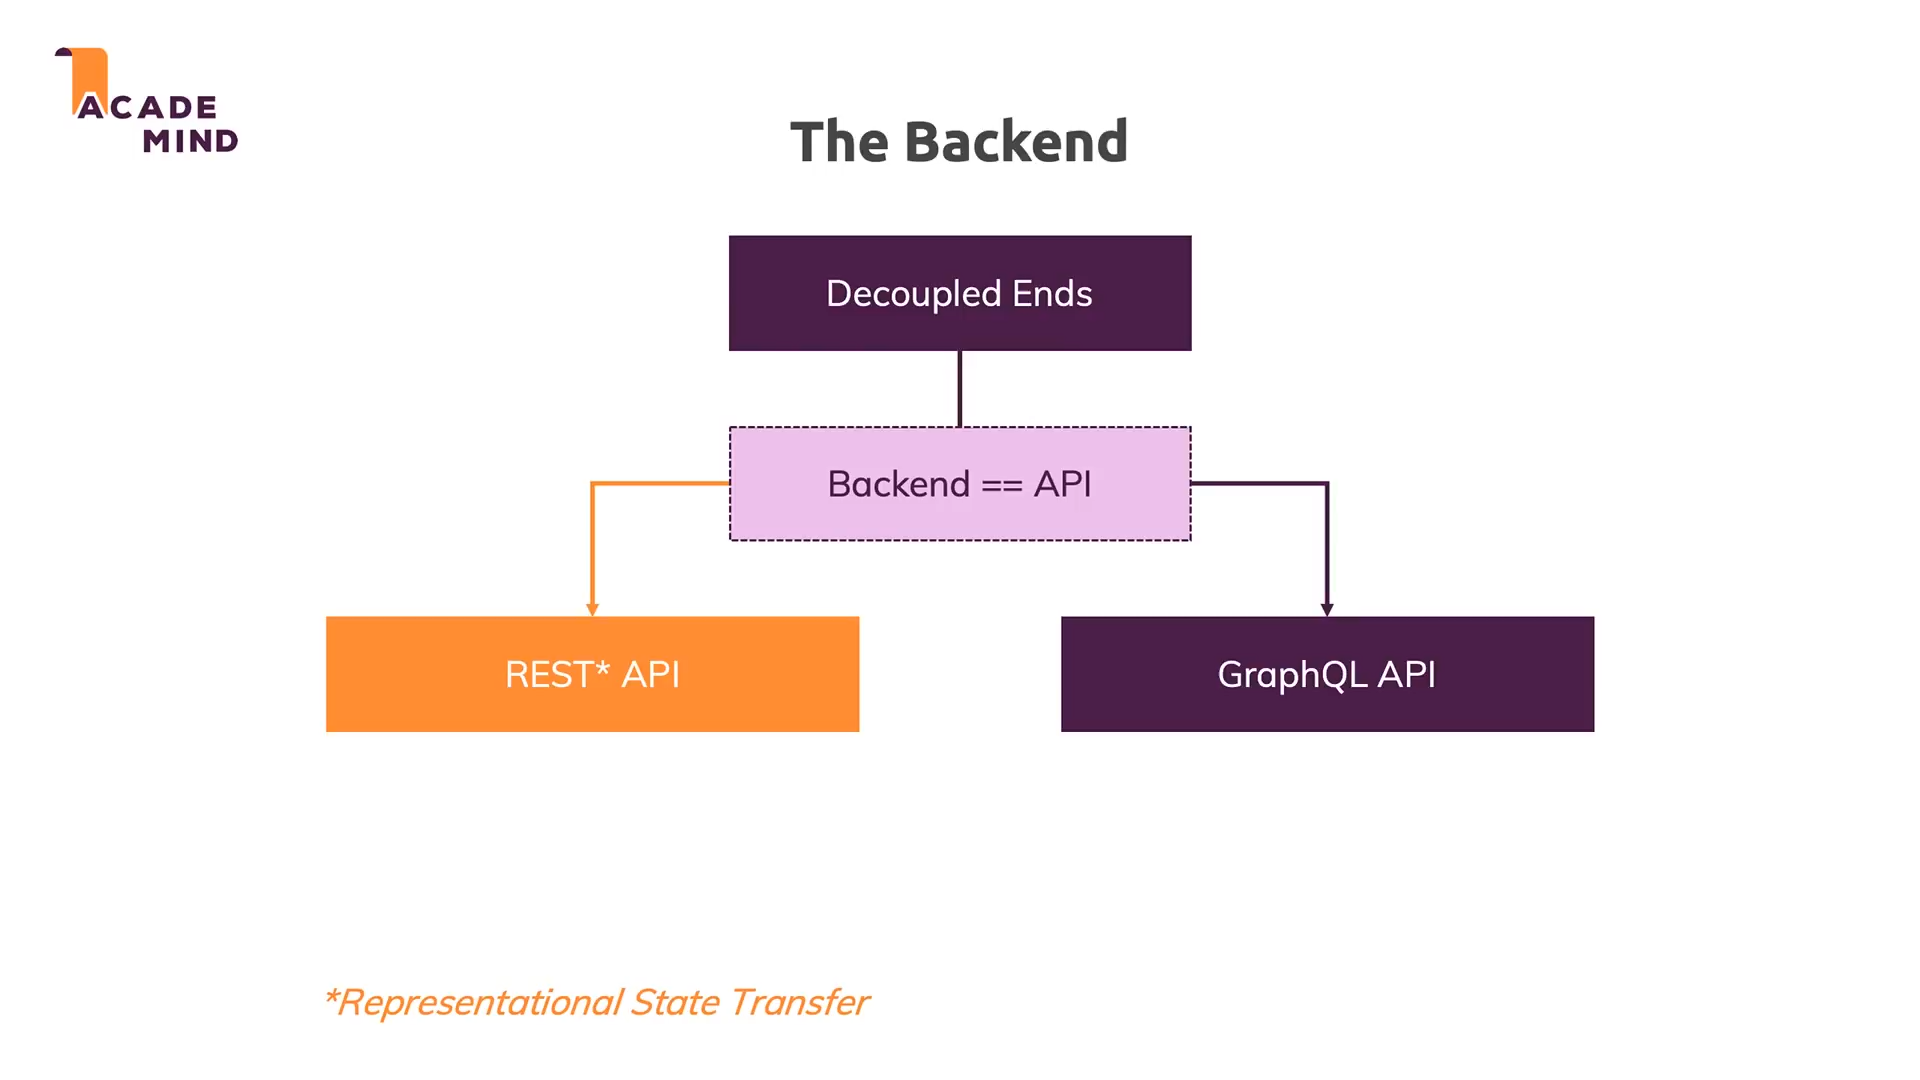 ACADE
MIND
The Backend
Decoupled Ends
Backend == API
REST* API
GraphQL API
*Representational State Transfer